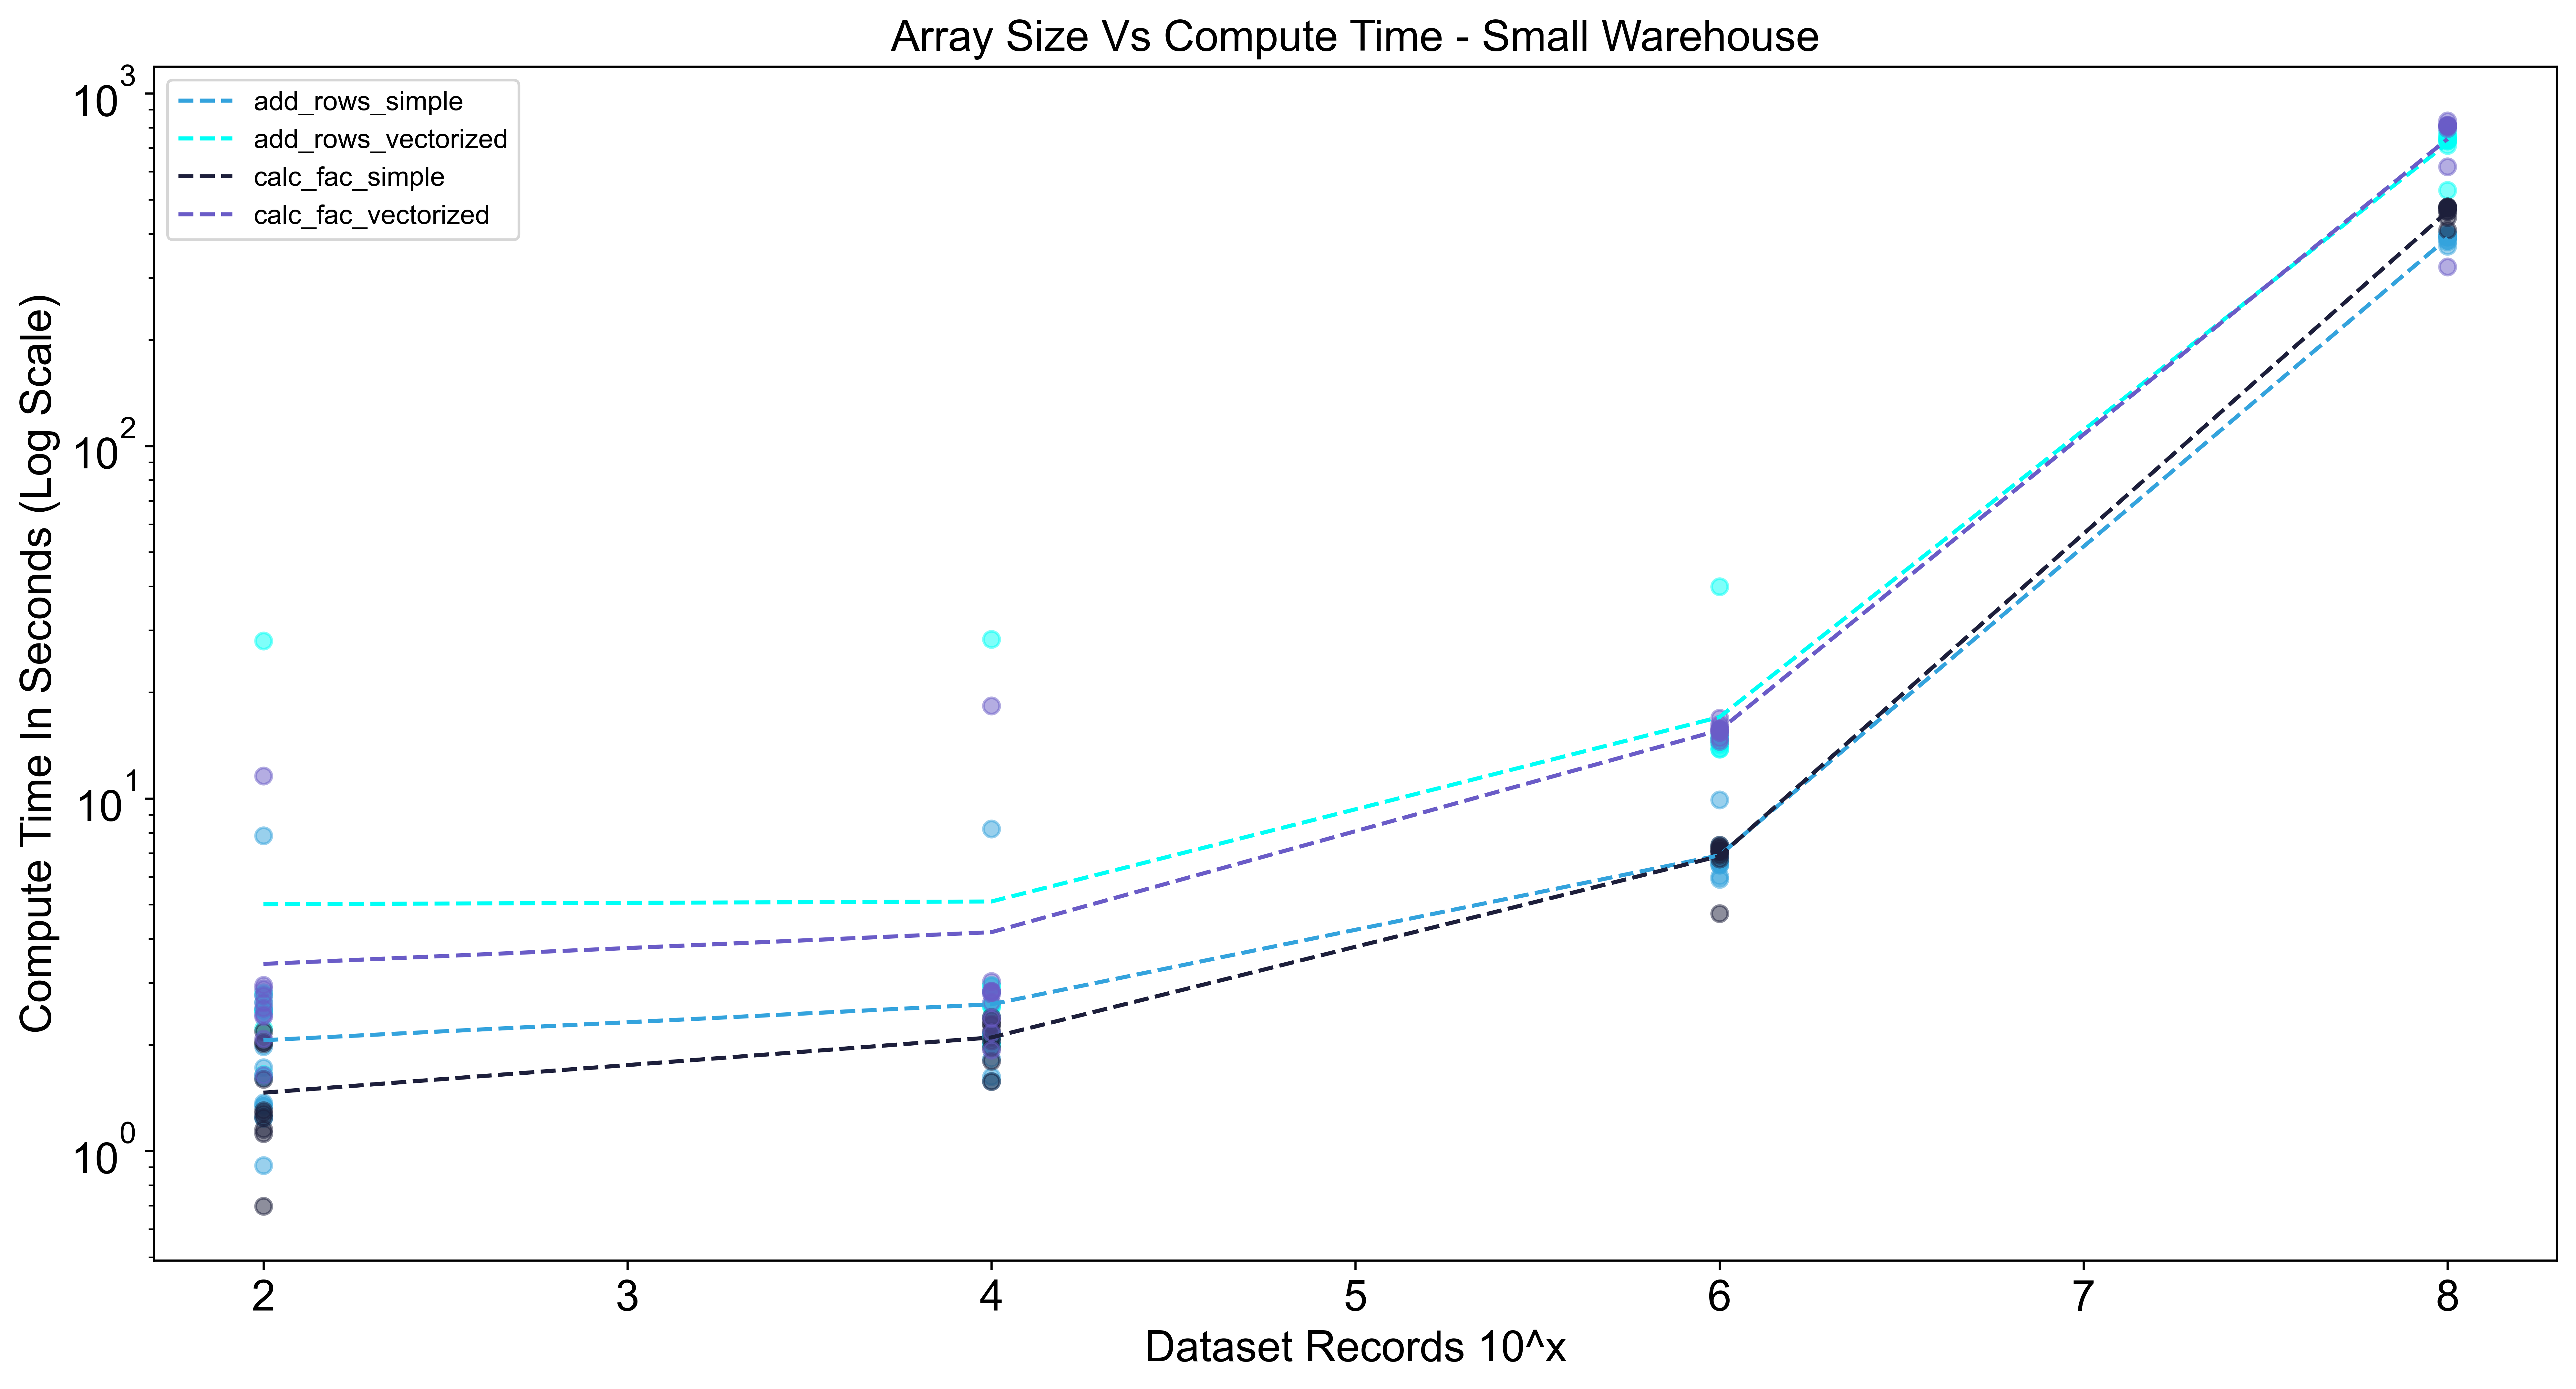 Array Size Vs Compute Time - Small Warehouse
add_rows_simple
add_rows_vectorized
calc_fac_simple
calc_fac_vectorized
Compute Time In Seconds (Log Scale)
10^3
10^2
10^1
10^0
2 3 4 5 6 7 8
Dataset Records 10^x